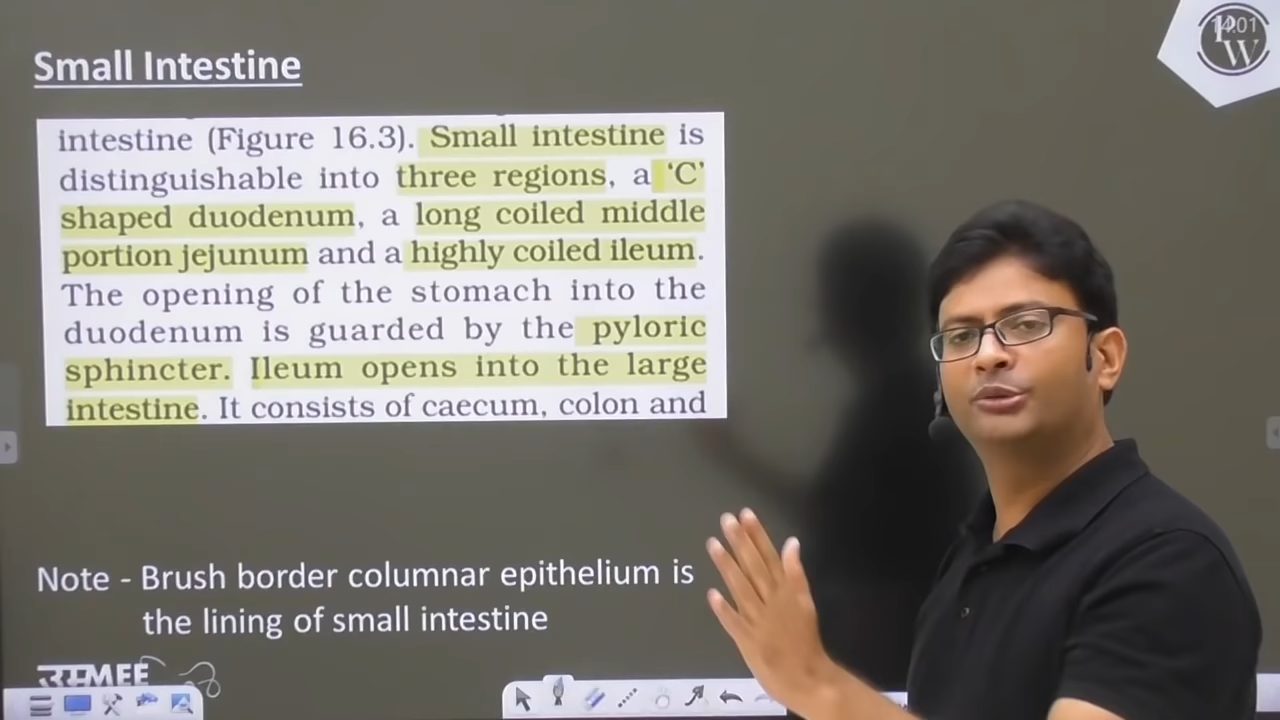 14:01
PW
Small Intestine
intestine (Figure 16.3). Small intestine is
distinguishable into three regions, a 'C'
shaped duodenum, a long coiled middle
portion jejunum and a highly coiled ileum.
The opening of the stomach into the
duodenum is guarded by the pyloric
sphincter. Ileum opens into the large
intestine. It consists of caecum, colon and
Note - Brush border columnar epithelium is
the lining of small intestine